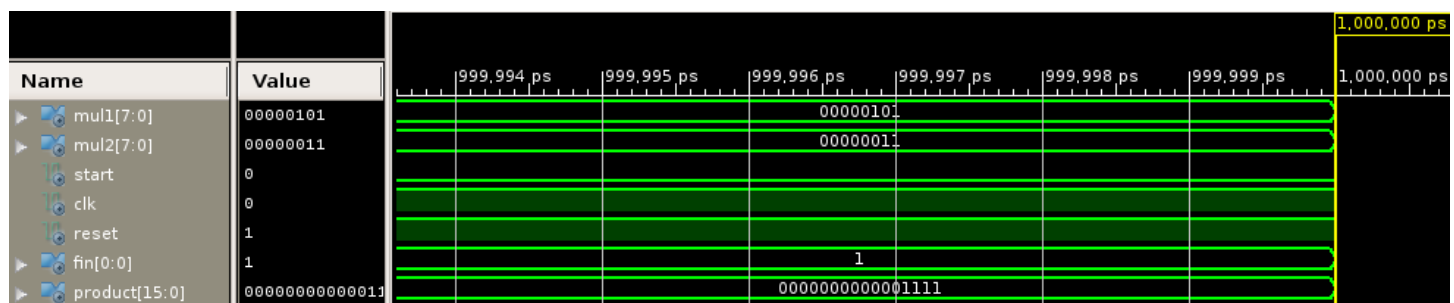 1,000,000 ps
Name Value 999,994 ps 999,995 ps 999,996 ps 999,997 ps 999,998 ps 999,999 ps 1,000,000 ps
mul1[7:0] 00000101 00000101
mul2[7:0] 00000011 00000011
start 0
clk 0
reset 1
fin[0:0] 1 1
product[15:0] 00000000000011 0000000000001111